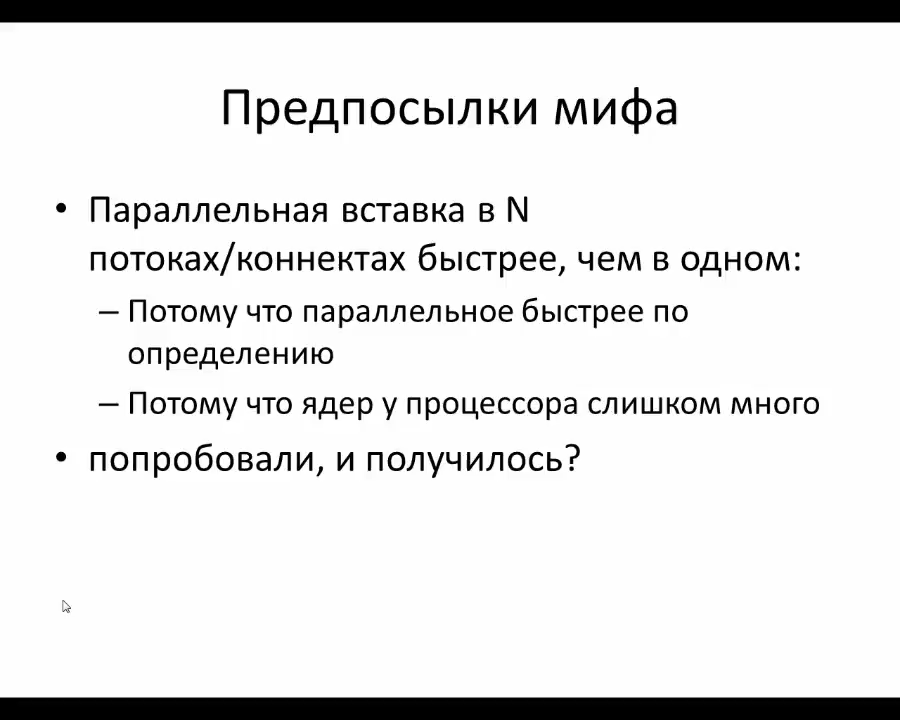 Предпосылки мифа
• Параллельная вставка в N
потоках/коннектах быстрее, чем в одном:
– Потому что параллельное быстрее по
определению
– Потому что ядер у процессора слишком много
• попробовали, и получилось?